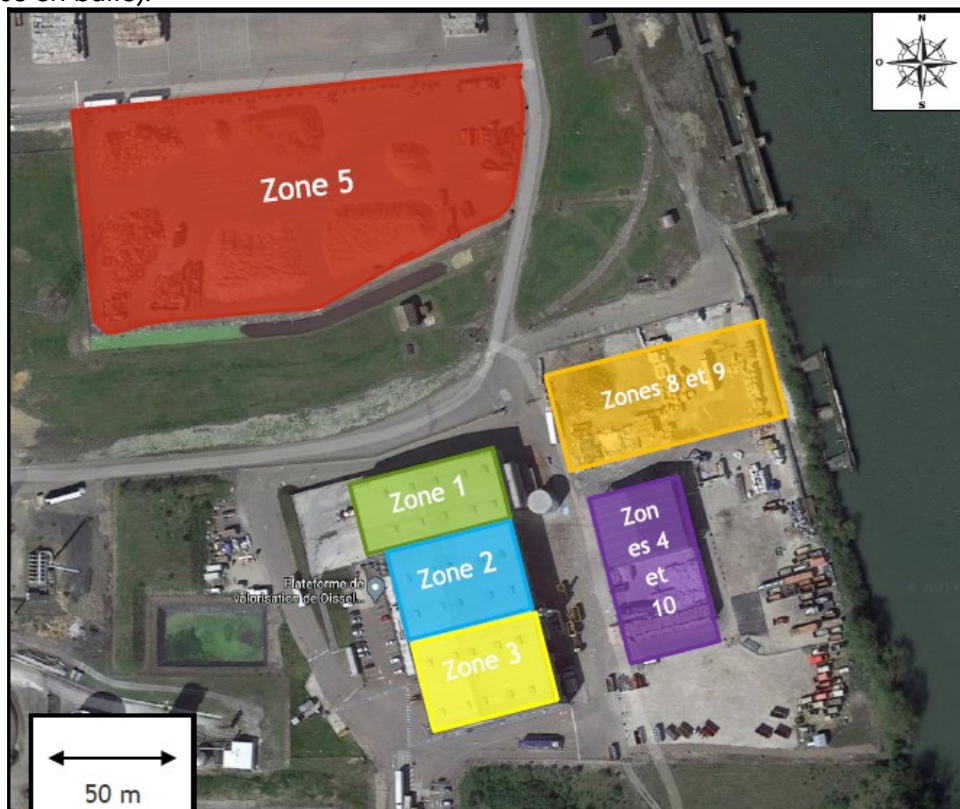 N
O
S
Zone 5
Zones 8 et 9
Zone 1
Zon
es 4
et
10
Zone 2
Plateforme de
valorisation de Oissel...
Zone 3
50 m